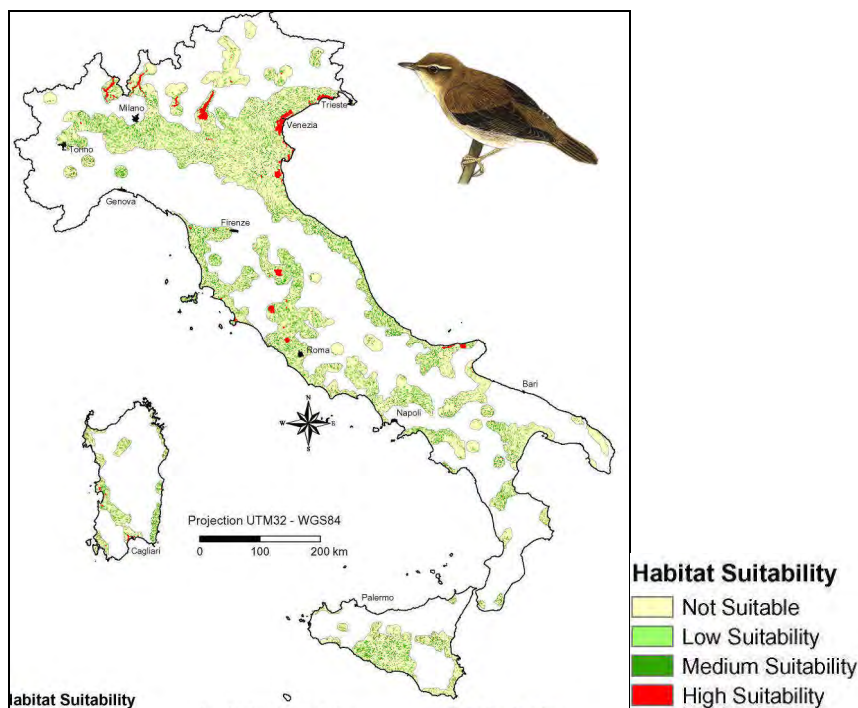 Trieste
Milano
Venezia
Torino
Genova
Firenze
Roma
Bari
N
W E
S
Napoli
Projection UTM32 - WGS84
0 100 200 km
Cagliari
Palermo
Habitat Suitability
Not Suitable
Low Suitability
Medium Suitability
High Suitability
abitat Suitability